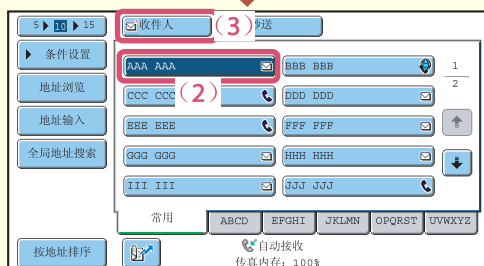 5 ▶ 10 ▶ 15
收件人
(3)
送
条件设置
AAA AAA
BBB BBB
1
2
地址浏览
CCC CCC
(2)
DDD DDD
地址输入
EEE EEE
FFF FFF
全局地址搜索
GGG GGG
HHH HHH
III III
JJJ JJJ
常用
ABCD
EFGHI
JKLMN
OPQRST
UVWXYZ
按地址排序
自动接收
传真内存: 100%